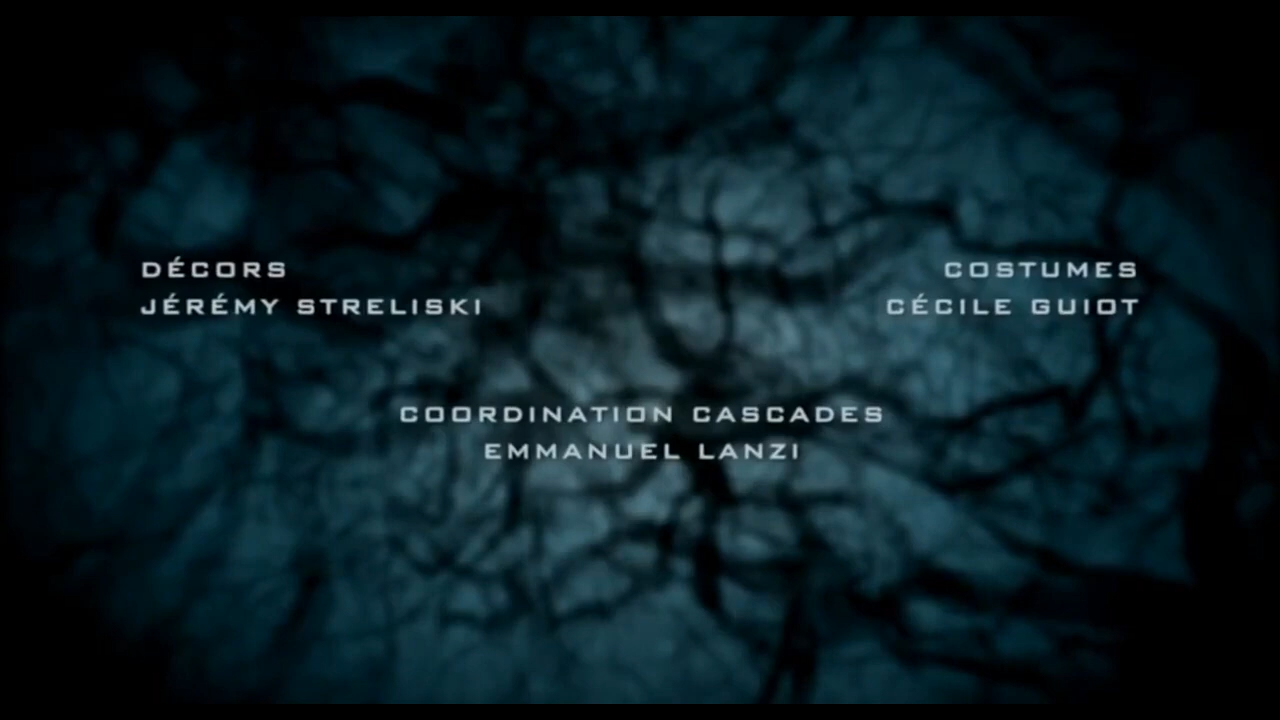 DÉCORS
JÉRÉMY STRELISKI
COSTUMES
CÉCILE GUIOT
COORDINATION CASCADES
EMMANUEL LANZI